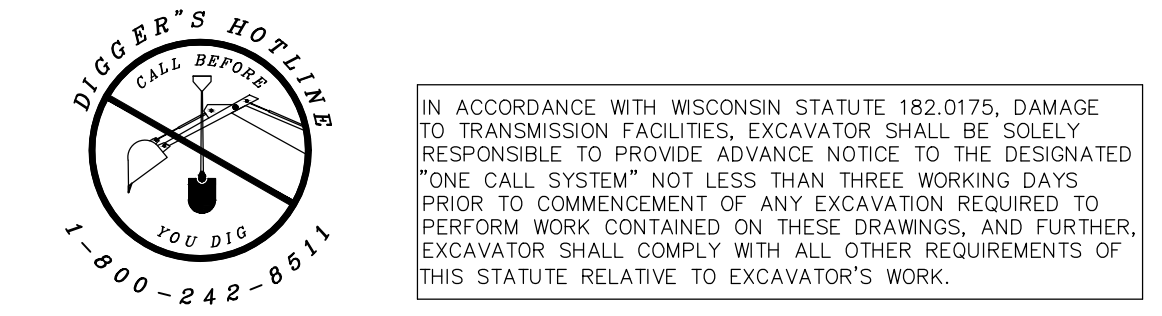 DIGGER"S HOTLINE
CALL BEFORE
YOU DIG
1-800-242-8511
IN ACCORDANCE WITH WISCONSIN STATUTE 182.0175, DAMAGE
TO TRANSMISSION FACILITIES, EXCAVATOR SHALL BE SOLELY
RESPONSIBLE TO PROVIDE ADVANCE NOTICE TO THE DESIGNATED
"ONE CALL SYSTEM" NOT LESS THAN THREE WORKING DAYS
PRIOR TO COMMENCEMENT OF ANY EXCAVATION REQUIRED TO
PERFORM WORK CONTAINED ON THESE DRAWINGS, AND FURTHER,
EXCAVATOR SHALL COMPLY WITH ALL OTHER REQUIREMENTS OF
THIS STATUTE RELATIVE TO EXCAVATOR'S WORK.